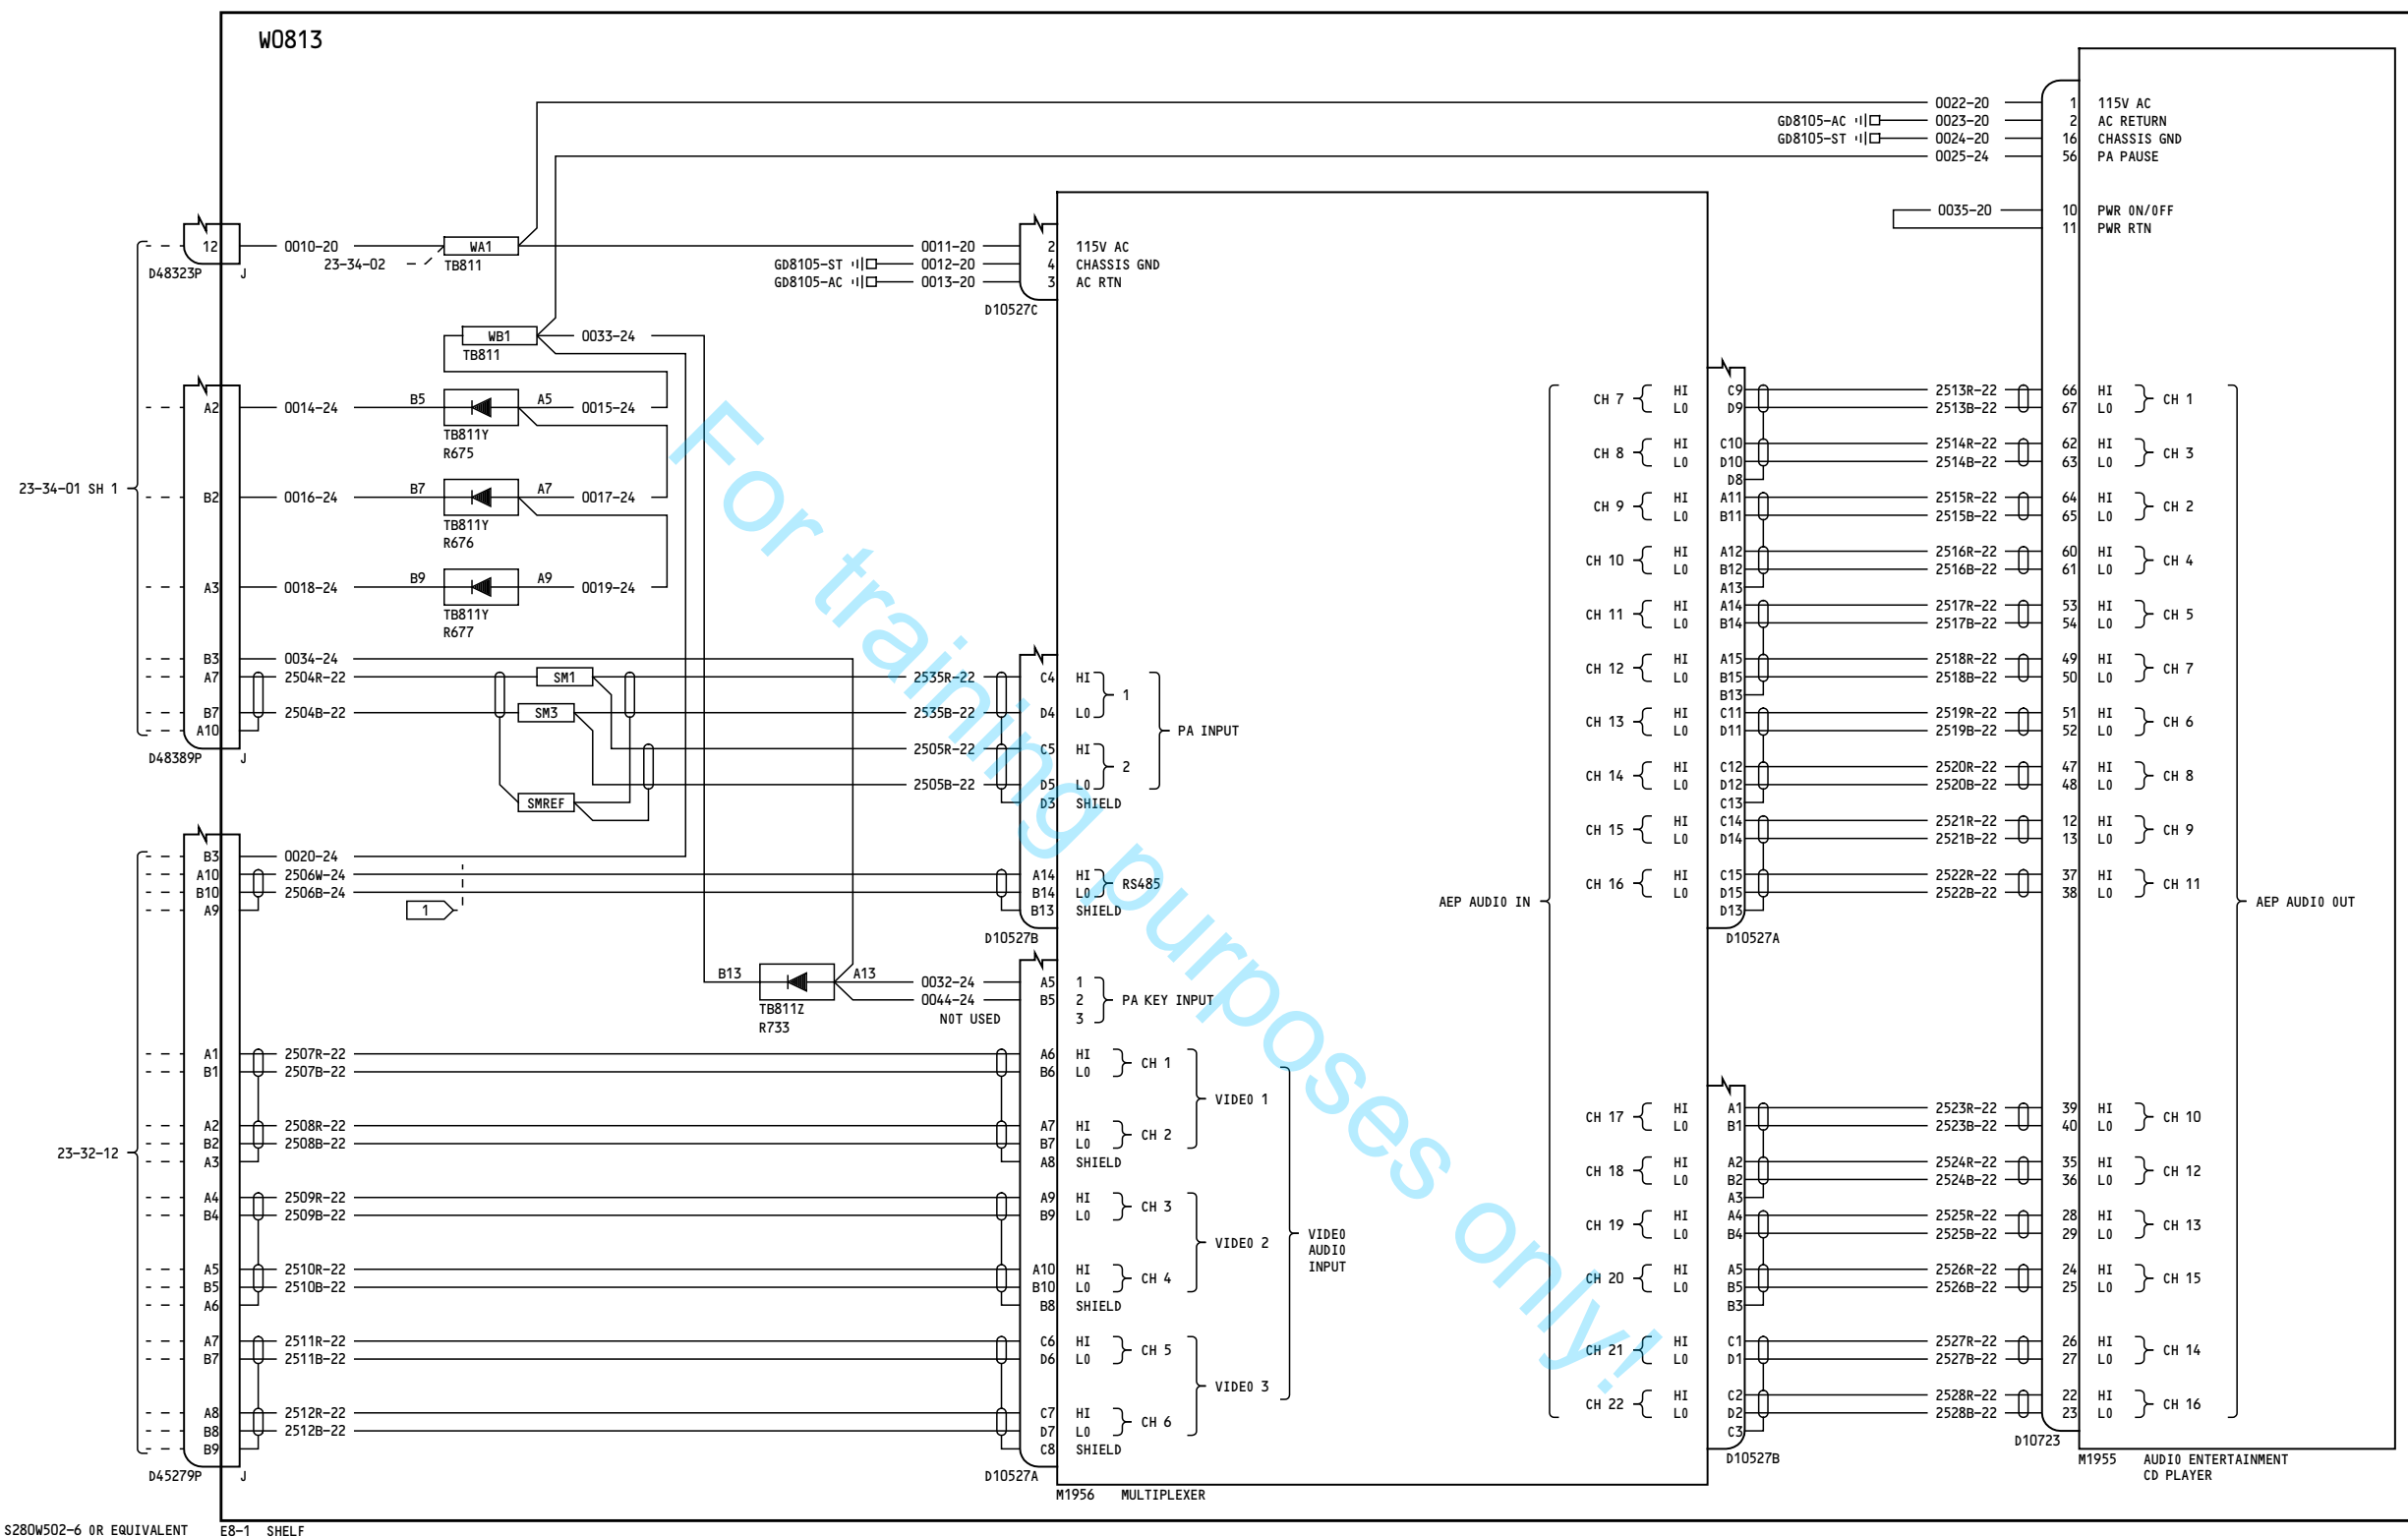 W0813
0022-20 1 115V AC
GD8105-AC 0023-20 2 AC RETURN
GD8105-ST 0024-20 16 CHASSIS GND
0025-24 56 PA PAUSE
0035-20 10 PWR ON/OFF
11 PWR RTN
12 0010-20 WA1 0011-20 2 115V AC
D48323P J 23-34-02 TB811 GD8105-ST 0012-20 4 CHASSIS GND
GD8105-AC 0013-20 3 AC RTN
D10527C
WB1 0033-24
TB811
A2 0014-24 B5 A5 0015-24
TB811Y
R675
23-34-01 SH 1
B2 0016-24 B7 A7 0017-24
TB811Y
R676
A3 0018-24 B9 A9 0019-24
TB811Y
R677
B3 0034-24
A7 2504R-22 SM1 2535R-22 C4 HI 1
B7 2504B-22 SM3 2535B-22 D4 LO
A10
PA INPUT
D48389P J
2505R-22 C5 HI 2
2505B-22 D5 LO
SMREF D3 SHIELD
B3 0020-24
A10 2506W-24 A14 HI RS485
B10 2506B-24 B14 LO
A9 1 B13 SHIELD
D10527B
B13 A13 0032-24 A5 1
0044-24 B5 2 PA KEY INPUT
TB811Z NOT USED 3
R733
23-32-12
A1 2507R-22 A6 HI CH 1
B1 2507B-22 B6 LO
VIDEO 1
A2 2508R-22 A7 HI CH 2
B2 2508B-22 B7 LO
A3 A8 SHIELD
A4 2509R-22 A9 HI CH 3
B4 2509B-22 B9 LO
VIDEO 2
VIDEO
AUDIO
INPUT
A5 2510R-22 A10 HI CH 4
B5 2510B-22 B10 LO
A6 B8 SHIELD
A7 2511R-22 C6 HI CH 5
B7 2511B-22 D6 LO
VIDEO 3
A8 2512R-22 C7 HI CH 6
B8 2512B-22 D7 LO
B9 C8 SHIELD
D45279P J D10527A
M1956 MULTIPLEXER
AEP AUDIO IN
AEP AUDIO OUT
CH 7 HI C9 2513R-22 66 HI CH 1
LO D9 2513B-22 67 LO
CH 8 HI C10 2514R-22 62 HI CH 3
LO D10 2514B-22 63 LO
D8
CH 9 HI A11 2515R-22 64 HI CH 2
LO B11 2515B-22 65 LO
CH 10 HI A12 2516R-22 60 HI CH 4
LO B12 2516B-22 61 LO
A13
CH 11 HI A14 2517R-22 53 HI CH 5
LO B14 2517B-22 54 LO
CH 12 HI A15 2518R-22 49 HI CH 7
LO B15 2518B-22 50 LO
B13
CH 13 HI C11 2519R-22 51 HI CH 6
LO D11 2519B-22 52 LO
CH 14 HI C12 2520R-22 47 HI CH 8
LO D12 2520B-22 48 LO
C13
CH 15 HI C14 2521R-22 12 HI CH 9
LO D14 2521B-22 13 LO
CH 16 HI C15 2522R-22 37 HI CH 11
LO D15 2522B-22 38 LO
D13
D10527A
CH 17 HI A1 2523R-22 39 HI CH 10
LO B1 2523B-22 40 LO
CH 18 HI A2 2524R-22 35 HI CH 12
LO B2 2524B-22 36 LO
A3
CH 19 HI A4 2525R-22 28 HI CH 13
LO B4 2525B-22 29 LO
CH 20 HI A5 2526R-22 24 HI CH 15
LO B5 2526B-22 25 LO
B3
CH 21 HI C1 2527R-22 26 HI CH 14
LO D1 2527B-22 27 LO
CH 22 HI C2 2528R-22 22 HI CH 16
LO D2 2528B-22 23 LO
C3
D10527B
D10723
M1955 AUDIO ENTERTAINMENT
CD PLAYER
S280W502-6 OR EQUIVALENT E8-1 SHELF
For training purposes only!